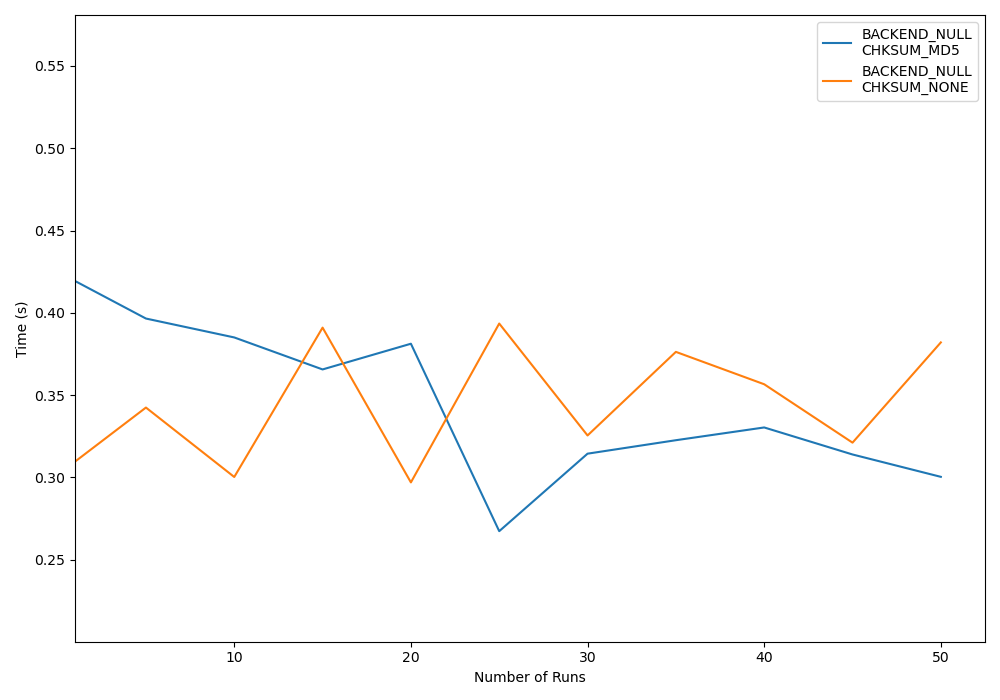 BACKEND_NULL
CHKSUM_MD5
BACKEND_NULL
CHKSUM_NONE
0.55
0.50
0.45
0.40
0.35
0.30
0.25
Time (s)
10 20 30 40 50
Number of Runs